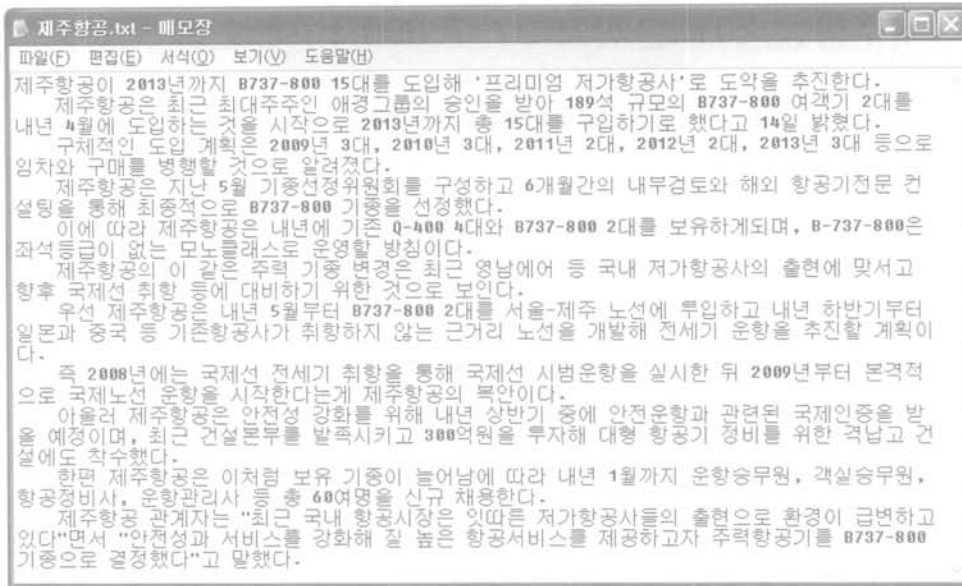 제주항공.txt - 메모장
파일(F) 편집(E) 서식(O) 보기(V) 도움말(H)
제주항공이 2013년까지 B737-800 15대를 도입해 '프리미엄 저가항공사'로 도약을 추진한다.
제주항공은 최근 최대주주인 애경그룹의 승인을 받아 189석 규모의 B737-800 여객기 2대를
내년 4월에 도입하는 것을 시작으로 2013년까지 총 15대를 구입하기로 했다고 14일 밝혔다.
구체적인 도입 계획은 2009년 3대, 2010년 3대, 2011년 2대, 2012년 2대, 2013년 3대 등으로
임차와 구매를 병행할 것으로 알려졌다.
제주항공은 지난 5월 기종선정위원회를 구성하고 6개월간의 내부검토와 해외 항공기전문 컨
설팅을 통해 최종적으로 B737-800 기종을 선정했다.
이에 따라 제주항공은 내년에 기존 Q-400 4대와 B737-800 2대를 보유하게되며, B-737-800은
좌석등급이 없는 모노클래스로 운영할 방침이다.
제주항공의 이 같은 주력 기종 변경은 최근 영남에어 등 국내 저가항공사의 출현에 맞서고
향후 국제선 취항 등에 대비하기 위한 것으로 보인다.
우선 제주항공은 내년 5월부터 B737-800 2대를 서울-제주 노선에 투입하고 내년 하반기부터
일본과 중국 등 기존항공사가 취항하지 않는 근거리 노선을 개발해 전세기 운항을 추진할 계획이
다.
즉 2008년에는 국제선 전세기 취항을 통해 국제선 시범운항을 실시한 뒤 2009년부터 본격적
으로 국제노선 운항을 시작한다는게 제주항공의 복안이다.
아울러 제주항공은 안전성 강화를 위해 내년 상반기 중에 안전운항과 관련된 국제인증을 받
을 예정이며, 최근 건설본부를 발족시키고 300억원을 투자해 대형 항공기 정비를 위한 격납고 건
설에도 착수했다.
한편 제주항공은 이처럼 보유 기종이 늘어남에 따라 내년 1월까지 운항승무원, 객실승무원,
항공정비사, 운항관리사 등 총 60여명을 신규 채용한다.
제주항공 관계자는 "최근 국내 항공시장은 잇따른 저가항공사들의 출현으로 환경이 급변하고
있다"면서 "안전성과 서비스를 강화해 질 높은 항공서비스를 제공하고자 주력항공기를 B737-800
기종으로 결정했다"고 말했다.